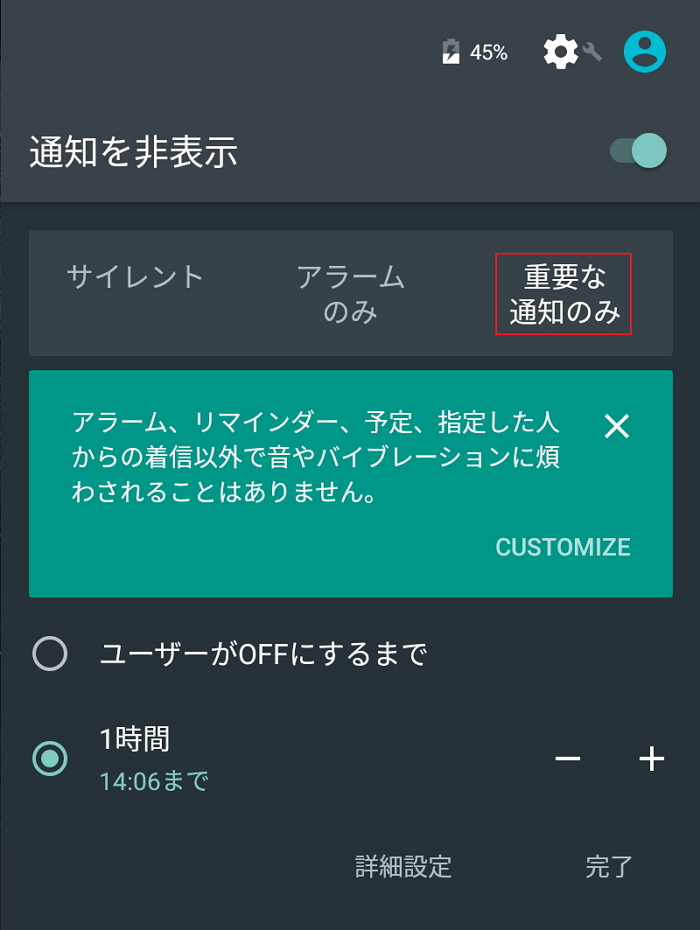 45%
通知を非表示
サイレント
アラーム
のみ
重要な
通知のみ
アラーム、リマインダー、予定、指定した人
からの着信以外で音やバイブレーションに煩
わされることはありません。
CUSTOMIZE
ユーザーがOFFにするまで
1時間
14:06まで
詳細設定
完了